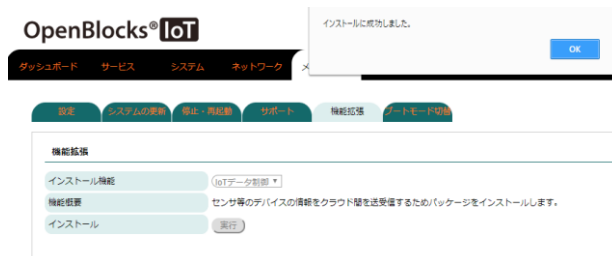 OpenBlocks® IoT
インストールに成功しました。
OK
ダッシュボード サービス システム ネットワーク
設定 システムの更新 停止・再起動 サポート 機能拡張 ブートモード切替
機能拡張
インストール機能 IoTデータ制御
機能概要 センサ等のデバイスの情報をクラウド間を送受信するためパッケージをインストールします。
インストール 実行